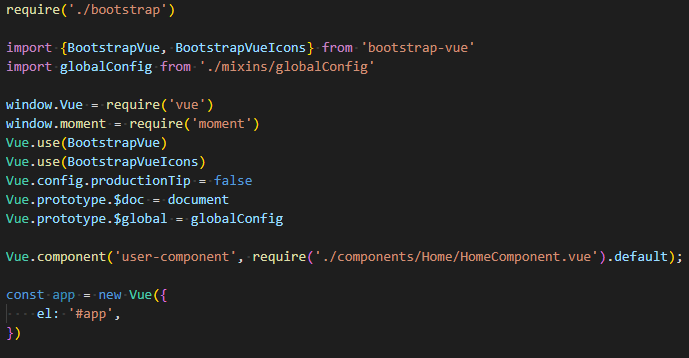 require('./bootstrap')
import {BootstrapVue, BootstrapVueIcons} from 'bootstrap-vue'
import globalConfig from './mixins/globalConfig'
window.Vue = require('vue')
window.moment = require('moment')
Vue.use(BootstrapVue)
Vue.use(BootstrapVueIcons)
Vue.config.productionTip = false
Vue.prototype.$doc = document
Vue.prototype.$global = globalConfig
Vue.component('user-component', require('./components/Home/HomeComponent.vue').default);
const app = new Vue({
    el: '#app',
})